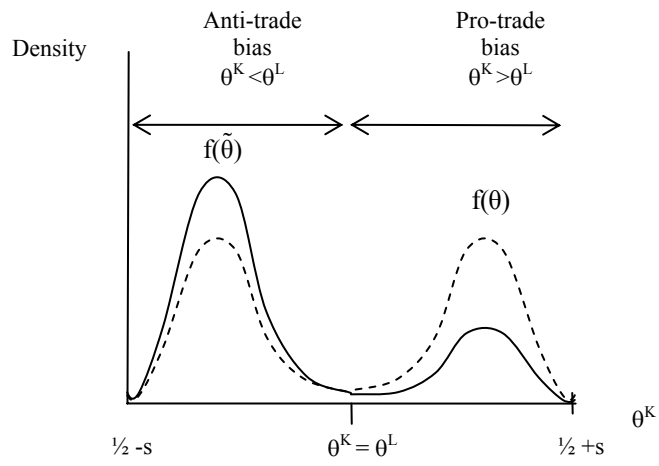 Anti-trade
bias
θᴷ <θᴸ
Pro-trade
bias
θᴷ >θᴸ
Density
f(θ̃)
f(θ)
½ -s
θᴷ = θᴸ
½ +s
θᴷ